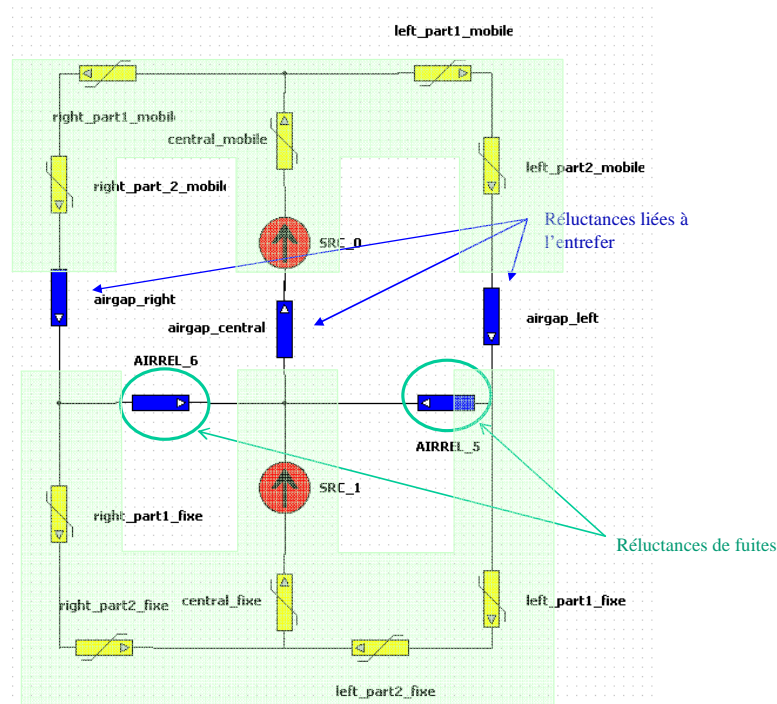 left_part1_mobile
right_part1_mobile
central_mobile
left_part2_mobile
right_part_2_mobile
Réluctances liées à
l'entrefer
SRC_0
airgap_right
airgap_central
airgap_left
AIRREL_6
AIRREL_5
SRC_1
right_part1_fixe
Réluctances de fuites
right_part2_fixe
central_fixe
left_part1_fixe
left_part2_fixe